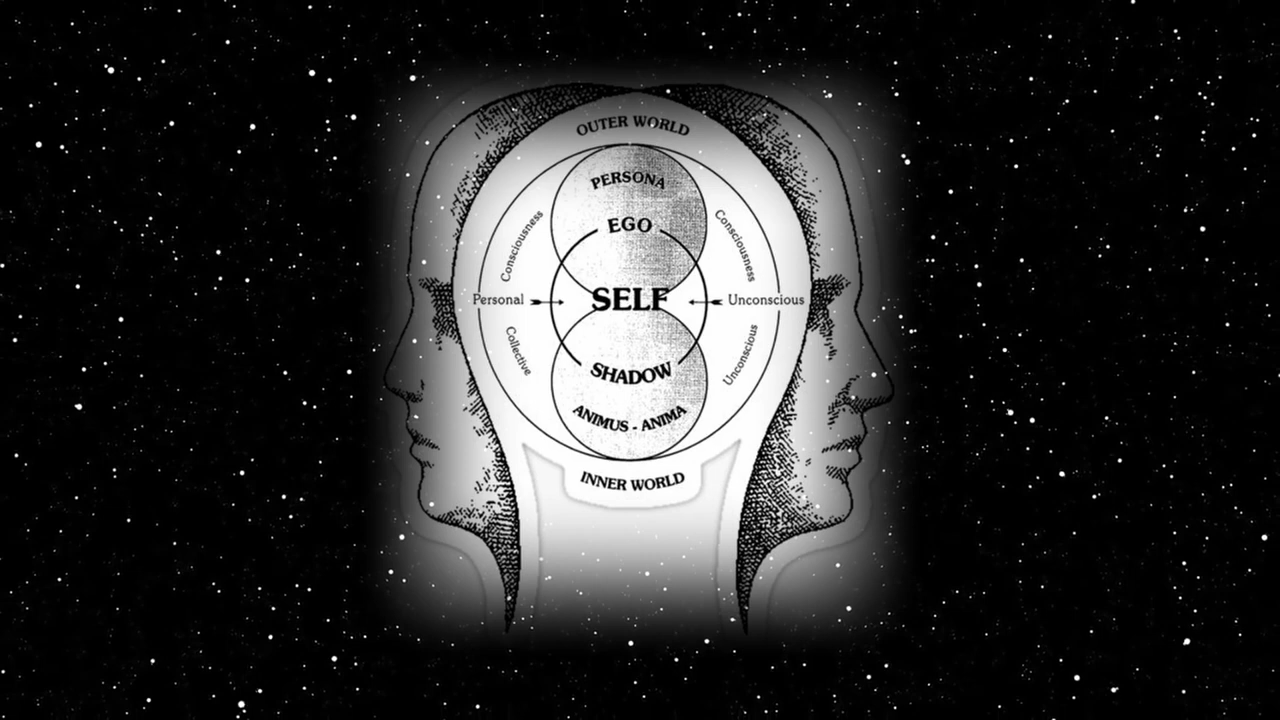 OUTER WORLD
PERSONA
EGO
Consciousness
Consciousness
Personal
SELF
Unconscious
Collective
Unconscious
SHADOW
ANIMUS - ANIMA
INNER WORLD